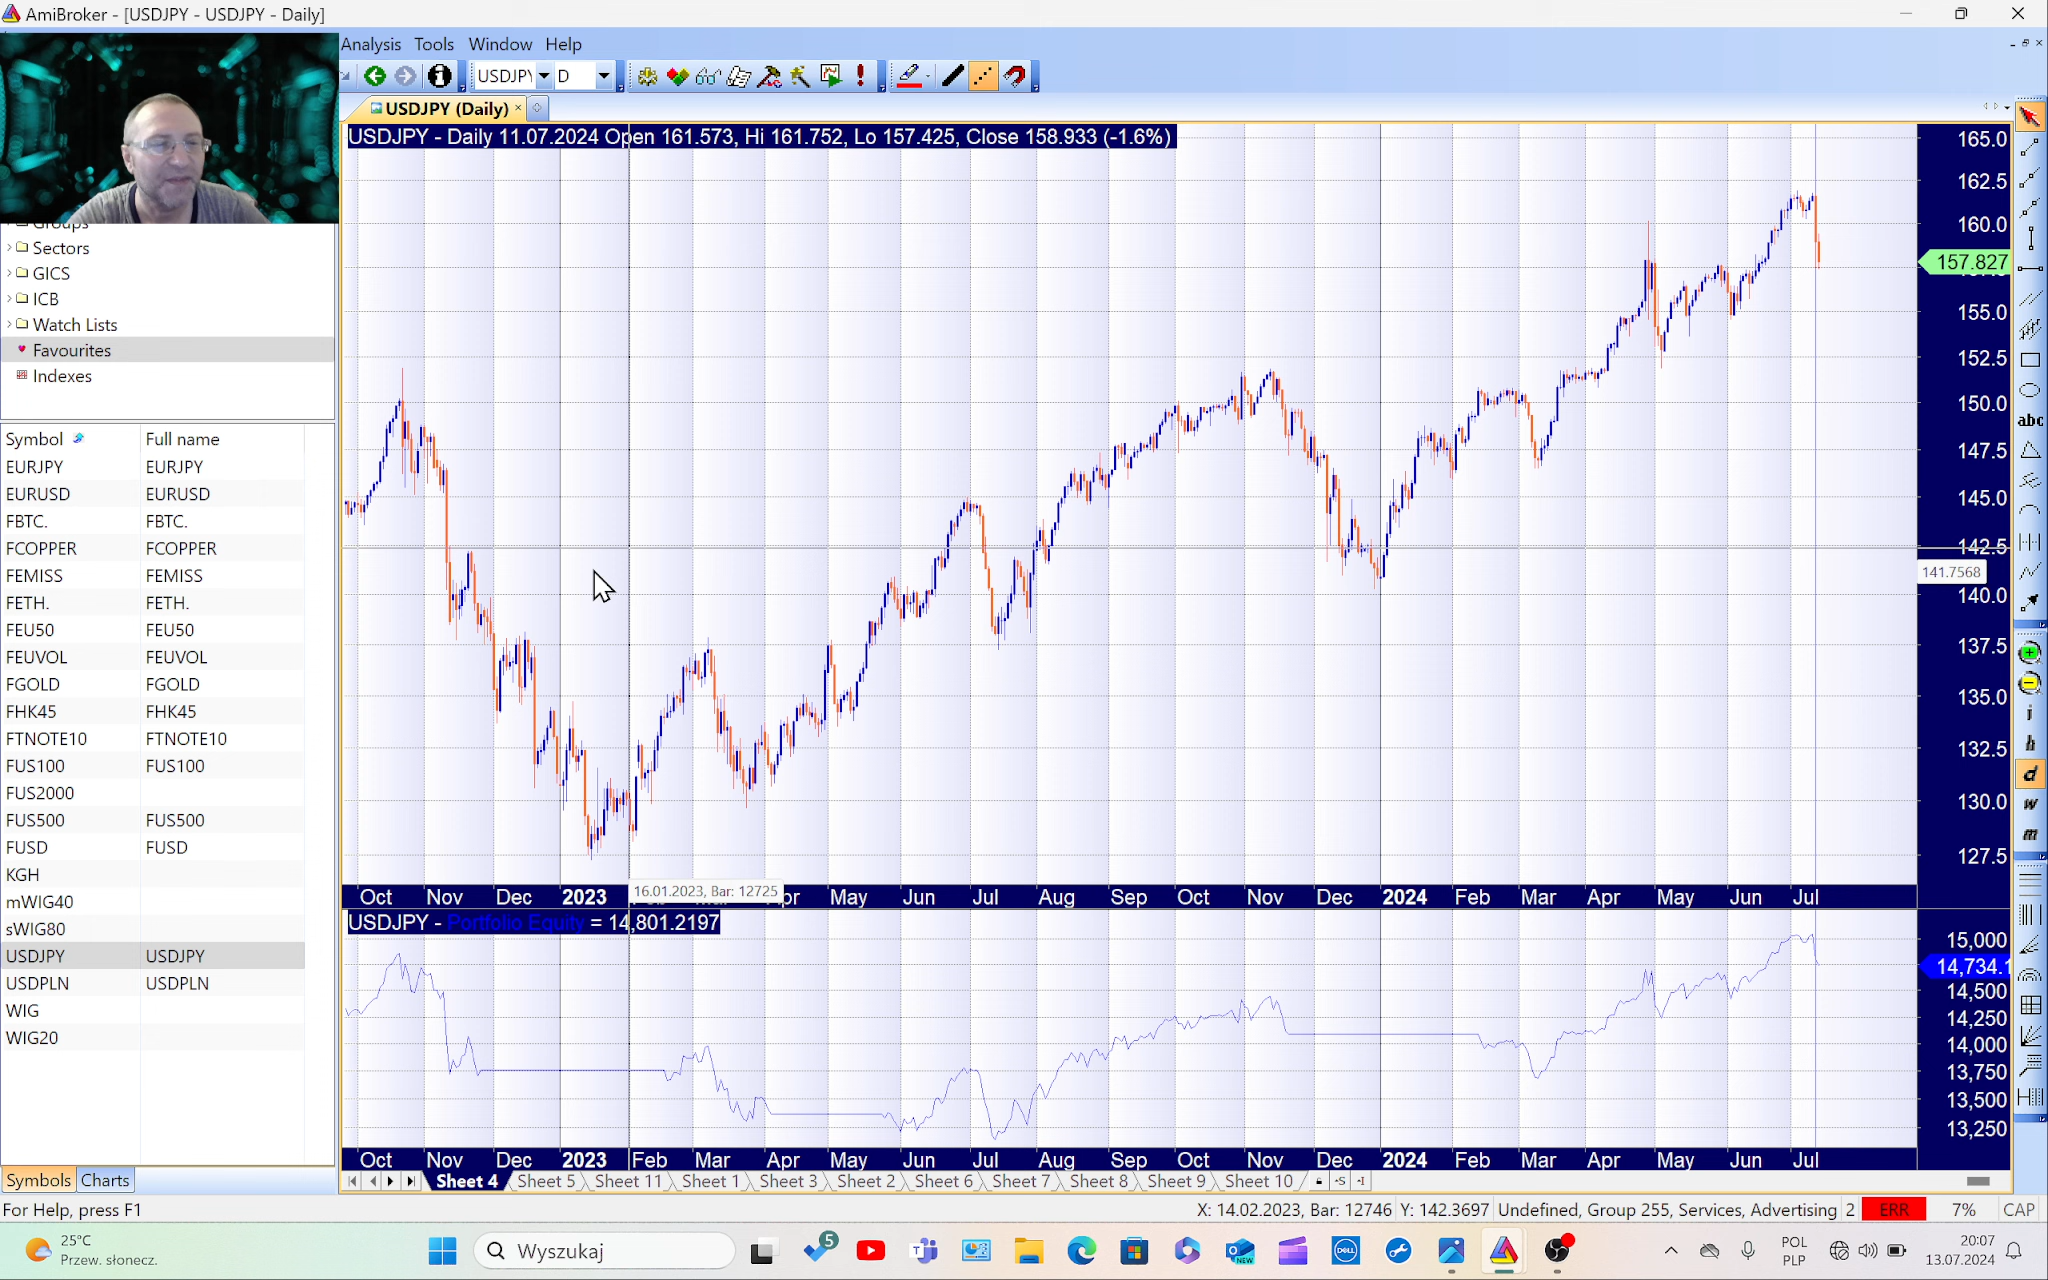 AmiBroker - [USDJPY - USDJPY - Daily]
Analysis Tools Window Help
USDJPY D
USDJPY (Daily)
USDJPY - Daily 11.07.2024 Open 161.573, Hi 161.752, Lo 157.425, Close 158.933 (-1.6%)
Groups
Sectors
GICS
ICB
Watch Lists
Favourites
Indexes
Symbol Full name
EURJPY EURJPY
EURUSD EURUSD
FBTC. FBTC.
FCOPPER FCOPPER
FEMISS FEMISS
FETH. FETH.
FEU50 FEU50
FEUVOL FEUVOL
FGOLD FGOLD
FHK45 FHK45
FTNOTE10 FTNOTE10
FUS100 FUS100
FUS2000
FUS500 FUS500
FUSD FUSD
KGH
mWIG40
sWIG80
USDJPY USDJPY
USDPLN USDPLN
WIG
WIG20
Symbols Charts
165.0
162.5
160.0
157.827
155.0
152.5
150.0
147.5
145.0
142.5
141.7568
140.0
137.5
135.0
132.5
130.0
127.5
abc
i
h
d
w
m
16.01.2023, Bar: 12725
Oct Nov Dec 2023 pr May Jun Jul Aug Sep Oct Nov Dec 2024 Feb Mar Apr May Jun Jul
USDJPY - Portfolio Equity = 14,801.2197
15,000
14,734.1
14,500
14,250
14,000
13,750
13,500
13,250
Oct Nov Dec 2023 Feb Mar Apr May Jun Jul Aug Sep Oct Nov Dec 2024 Feb Mar Apr May Jun Jul
Sheet 4 Sheet 5 Sheet 11 Sheet 1 Sheet 3 Sheet 2 Sheet 6 Sheet 7 Sheet 8 Sheet 9 Sheet 10
For Help, press F1 X: 14.02.2023, Bar: 12746 Y: 142.3697 Undefined, Group 255, Services, Advertising 2 ERR 7% CAP
25°C
Przew. słonecz.
Wyszukaj
5
NEW
DELL
POL
PLP
20:07
13.07.2024